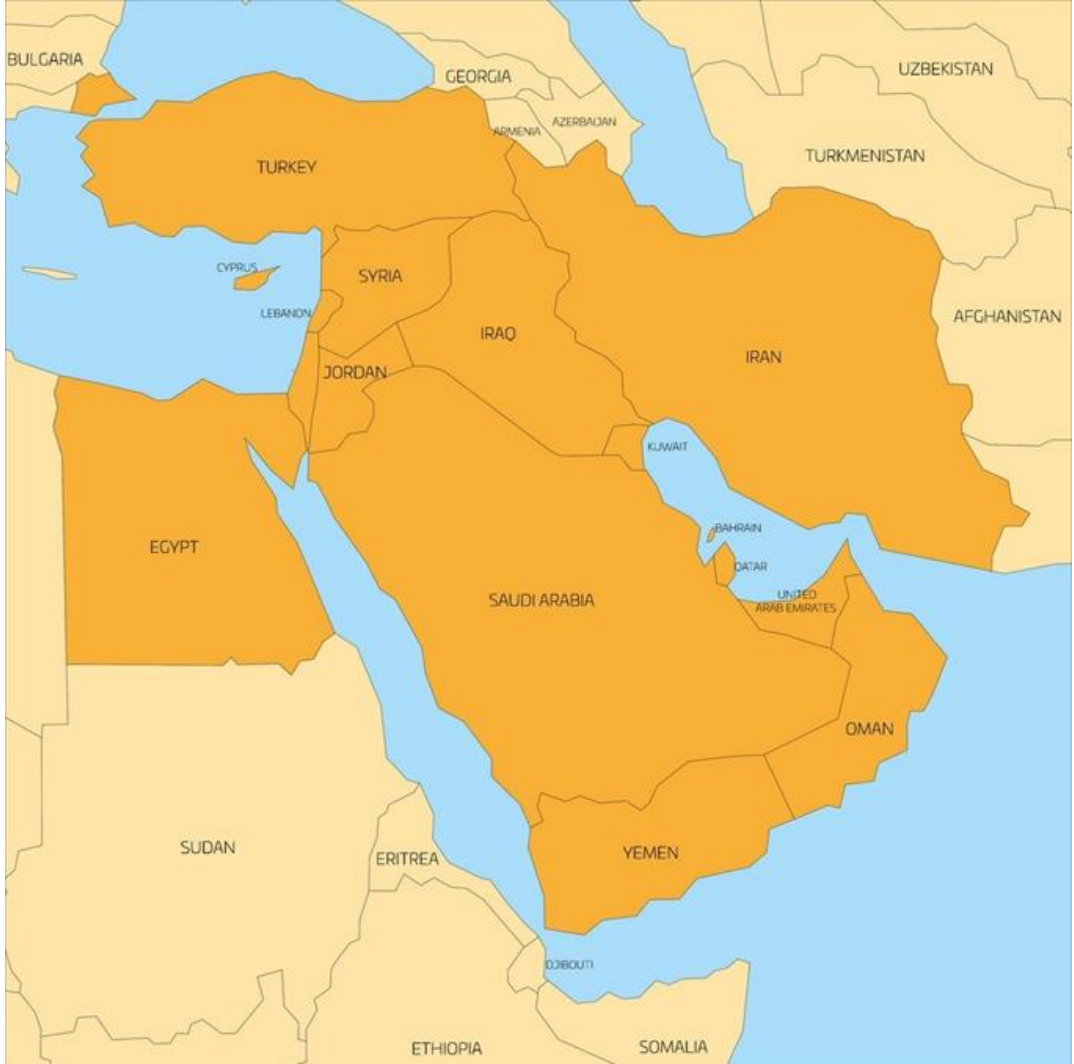 BULGARIA
GEORGIA
UZBEKISTAN
ARMENIA
AZERBAIJAN
TURKEY
TURKMENISTAN
CYPRUS
SYRIA
LEBANON
AFGHANISTAN
IRAQ
IRAN
JORDAN
KUWAIT
BAHRAIN
EGYPT
QATAR
SAUDI ARABIA
UNITED
ARAB EMIRATES
OMAN
SUDAN
YEMEN
ERITREA
DJIBOUTI
ETHIOPIA
SOMALIA